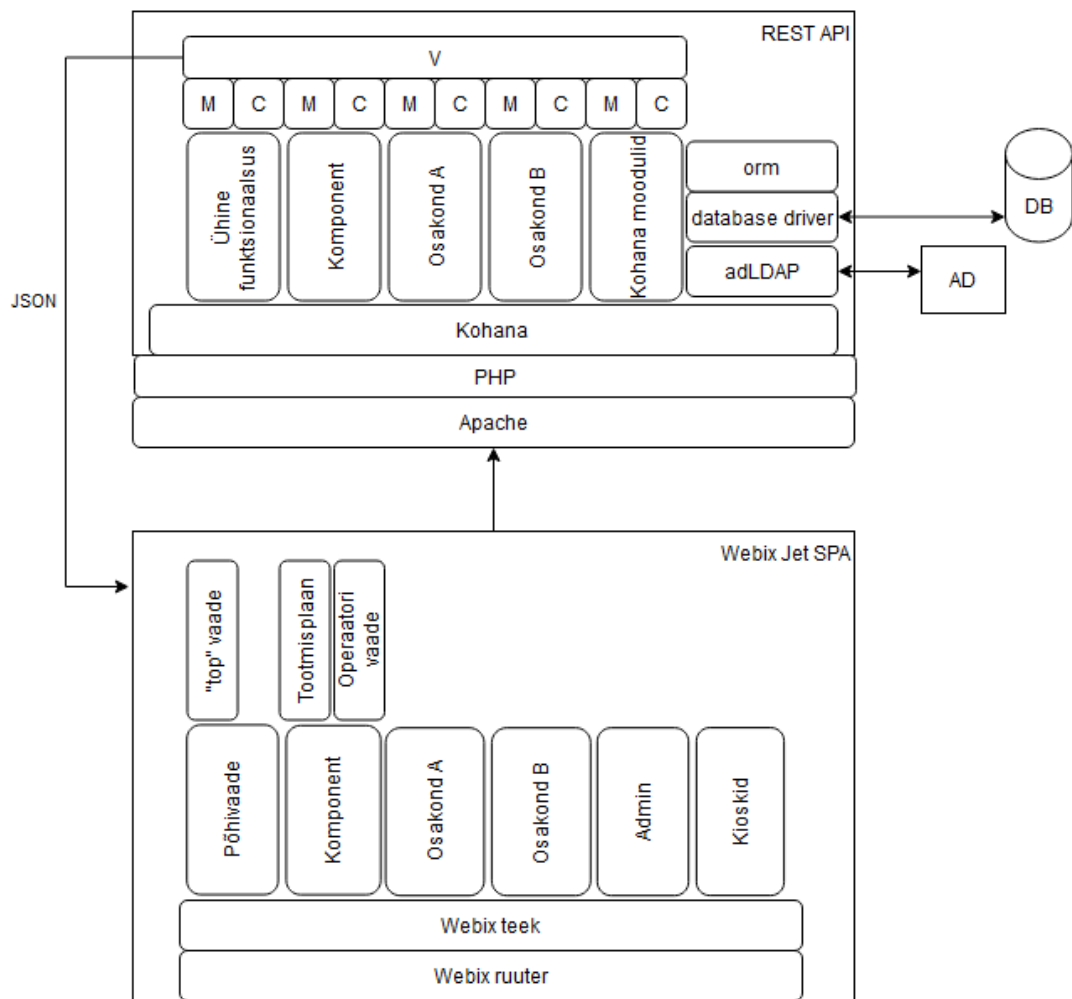 REST API
V
M C M C M C M C M C
Ühine
funktsionaalsus
Komponent
Osakond A
Osakond B
Kohana moodulid
orm
database driver
adLDAP
DB
AD
JSON
Kohana
PHP
Apache
Webix Jet SPA
"top" vaade
Tootmisplaan
Operaatori
vaade
Põhivaade
Komponent
Osakond A
Osakond B
Admin
Kioskid
Webix teek
Webix ruuter